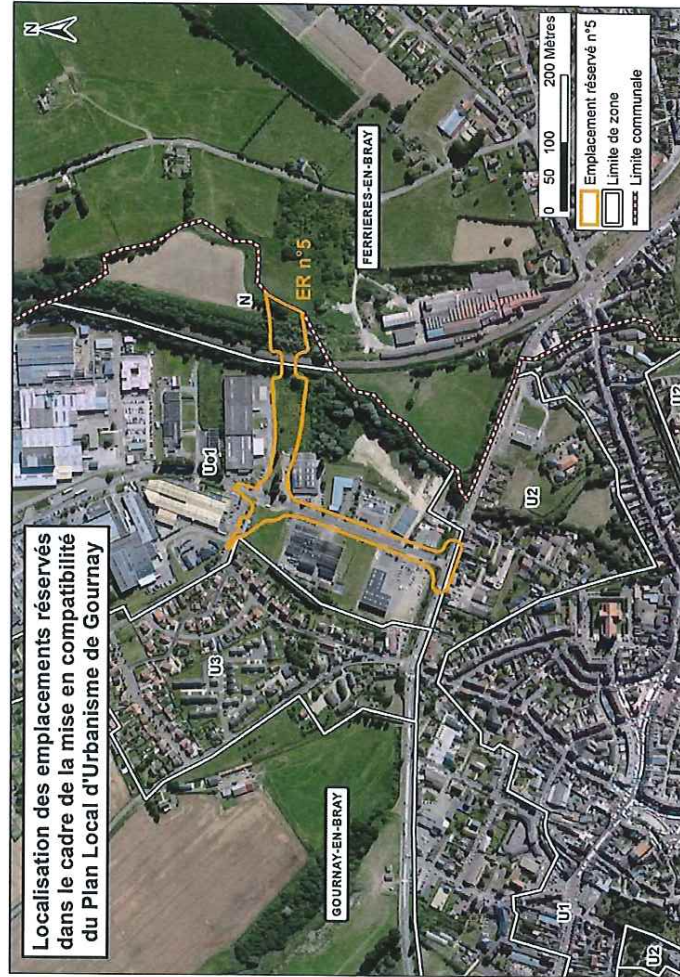 Localisation des emplacements réservés
dans le cadre de la mise en compatibilité
du Plan Local d'Urbanisme de Gournay
N
N
ER n°5
Uo1
U3
FERRIERES-EN-BRAY
GOURNAY-EN-BRAY
U2
U1
U2
U2
0 50 100 200 Mètres
Emplacement réservé n°5
Limite de zone
Limite communale